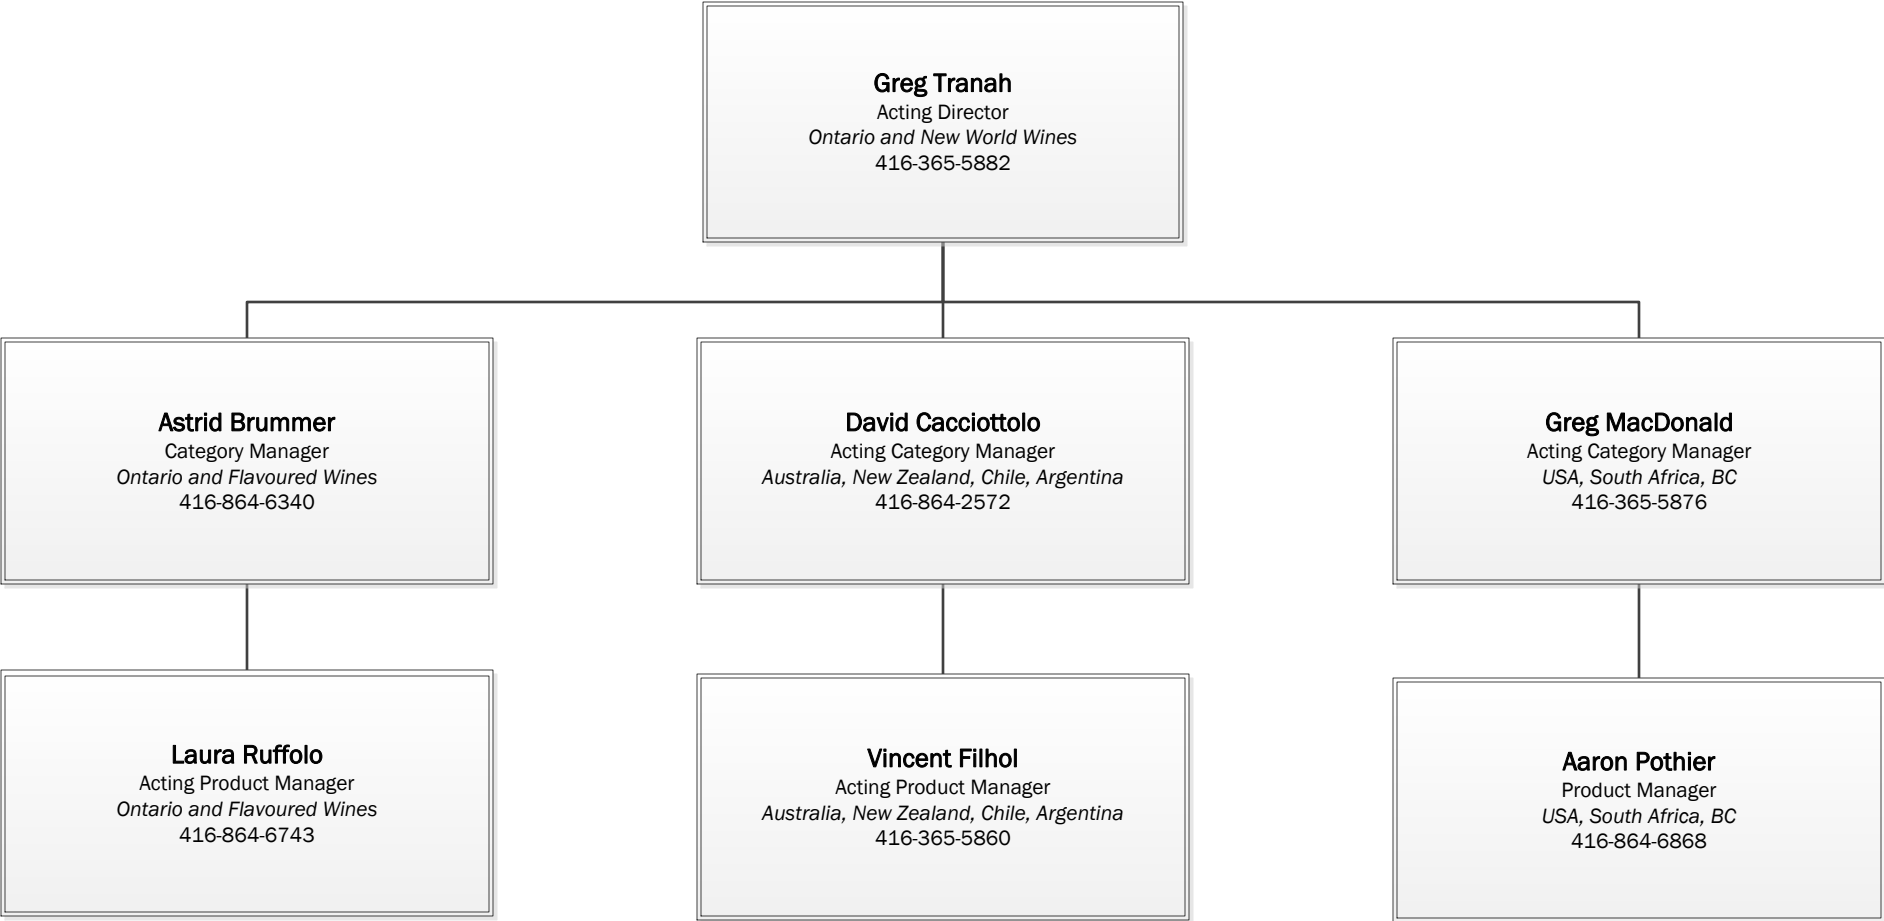 Greg Tranah
Acting Director
Ontario and New World Wines
416-365-5882
Astrid Brummer
Category Manager
Ontario and Flavoured Wines
416-864-6340
David Cacciottolo
Acting Category Manager
Australia, New Zealand, Chile, Argentina
416-864-2572
Greg MacDonald
Acting Category Manager
USA, South Africa, BC
416-365-5876
Laura Ruffolo
Acting Product Manager
Ontario and Flavoured Wines
416-864-6743
Vincent Filhol
Acting Product Manager
Australia, New Zealand, Chile, Argentina
416-365-5860
Aaron Pothier
Product Manager
USA, South Africa, BC
416-864-6868